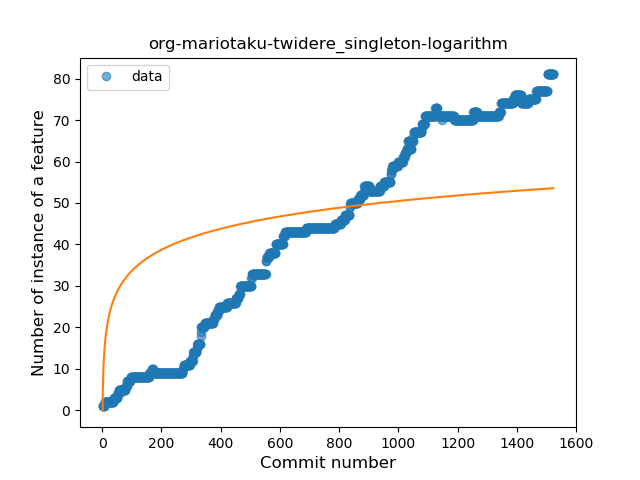 org-mariotaku-twidere_singleton-logarithm
data
Number of instance of a feature
80
70
60
50
40
30
20
10
0
0 200 400 600 800 1000 1200 1400 1600
Commit number